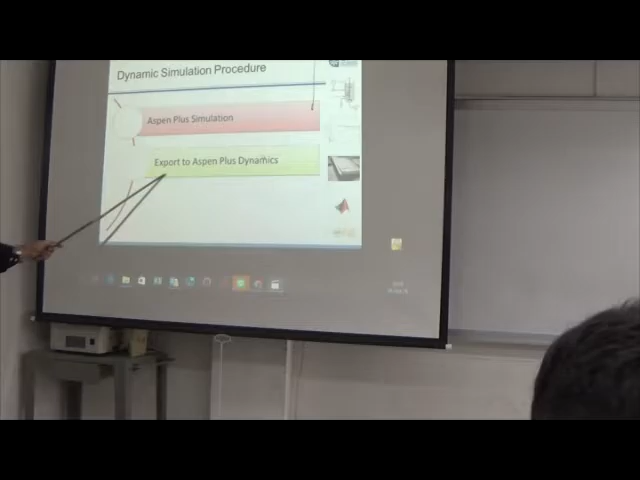 Dynamic Simulation Procedure
Aspen Plus Simulation
Export to Aspen Plus Dynamics